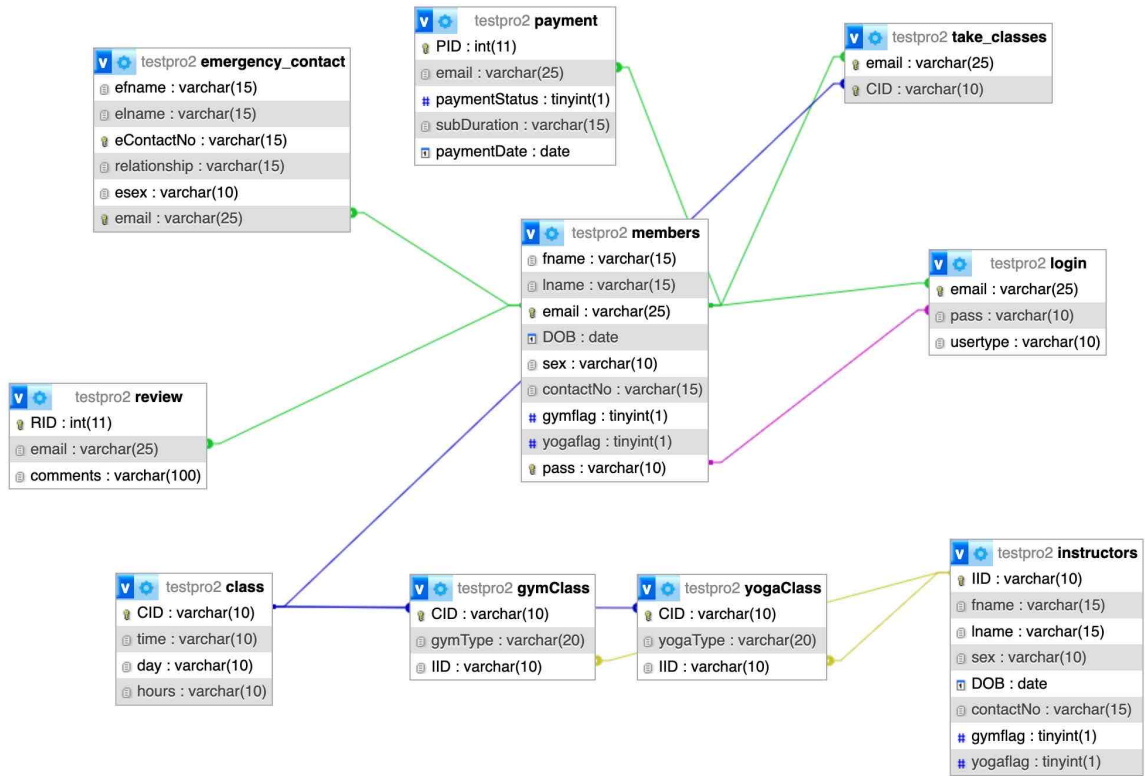 testpro2 payment
PID : int(11)
email : varchar(25)
paymentStatus : tinyint(1)
subDuration : varchar(15)
paymentDate : date
testpro2 take_classes
email : varchar(25)
CID : varchar(10)
testpro2 emergency_contact
efname : varchar(15)
elname : varchar(15)
eContactNo : varchar(15)
relationship : varchar(15)
esex : varchar(10)
email : varchar(25)
testpro2 members
fname : varchar(15)
lname : varchar(15)
email : varchar(25)
DOB : date
sex : varchar(10)
contactNo : varchar(15)
gymflag : tinyint(1)
yogaflag : tinyint(1)
pass : varchar(10)
testpro2 login
email : varchar(25)
pass : varchar(10)
usertype : varchar(10)
testpro2 review
RID : int(11)
email : varchar(25)
comments : varchar(100)
testpro2 class
CID : varchar(10)
time : varchar(10)
day : varchar(10)
hours : varchar(10)
testpro2 gymClass
CID : varchar(10)
gymType : varchar(20)
IID : varchar(10)
testpro2 yogaClass
CID : varchar(10)
yogaType : varchar(20)
IID : varchar(10)
testpro2 instructors
IID : varchar(10)
fname : varchar(15)
lname : varchar(15)
sex : varchar(10)
DOB : date
contactNo : varchar(15)
gymflag : tinyint(1)
yogaflag : tinyint(1)